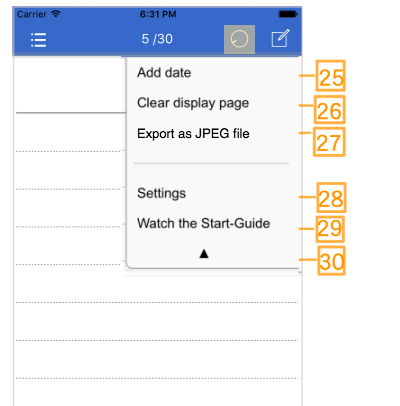 Carrier 6:31 PM
5 /30
Add date 25
Clear display page 26
Export as JPEG file 27
Settings 28
Watch the Start-Guide 29
30